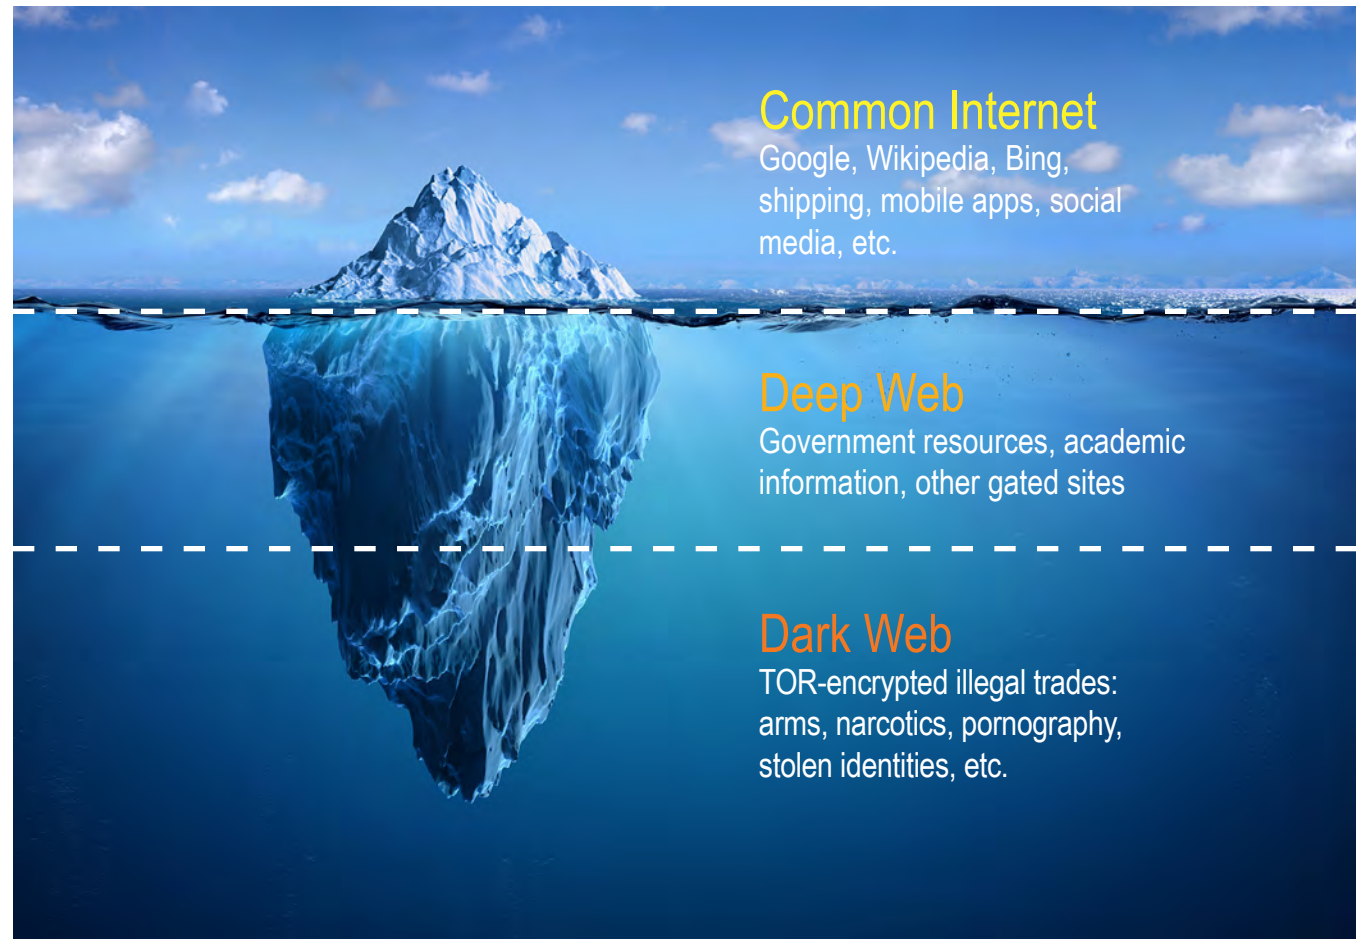 Common Internet
Google, Wikipedia, Bing,
shipping, mobile apps, social
media, etc.
Deep Web
Government resources, academic
information, other gated sites
Dark Web
TOR-encrypted illegal trades:
arms, narcotics, pornography,
stolen identities, etc.